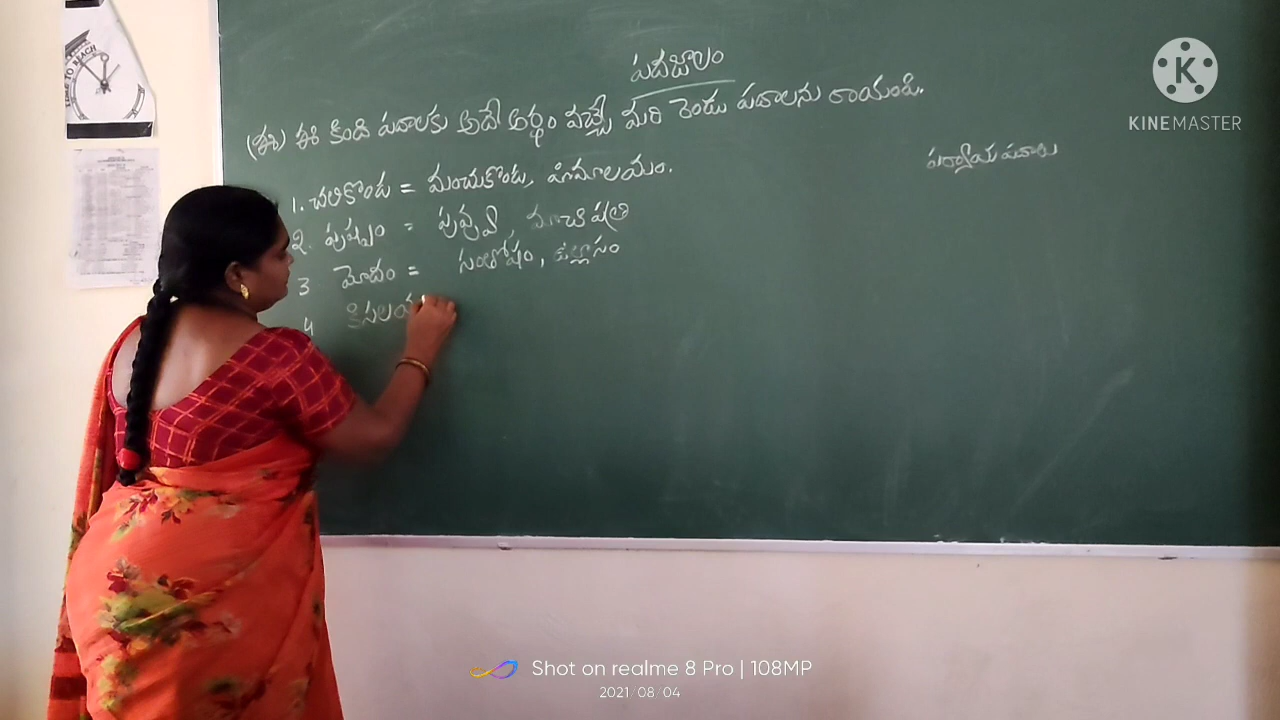 TIME TO REACH
K
KINEMASTER
పదజాలం
(ఈ) ఈ కింది పదాలకు అదే అర్థం వచ్చే మరి రెండు పదాలను రాయండి.
పర్యాయ పదాలు
1. చలికొండ = మంచుకొండ, హిమాలయం.
2. పుష్పం = పువ్వు,
3 మోదం = సంతోషం, ఉల్లాసం
4 కిసలయ
Shot on realme 8 Pro | 108MP
2021/08/04